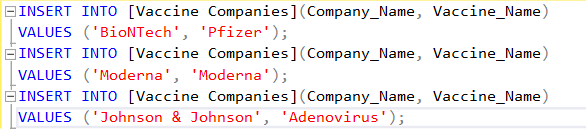 INSERT INTO [Vaccine Companies](Company_Name, Vaccine_Name)
VALUES ('BioNTech', 'Pfizer');
INSERT INTO [Vaccine Companies](Company_Name, Vaccine_Name)
VALUES ('Moderna', 'Moderna');
INSERT INTO [Vaccine Companies](Company_Name, Vaccine_Name)
VALUES ('Johnson & Johnson', 'Adenovirus');